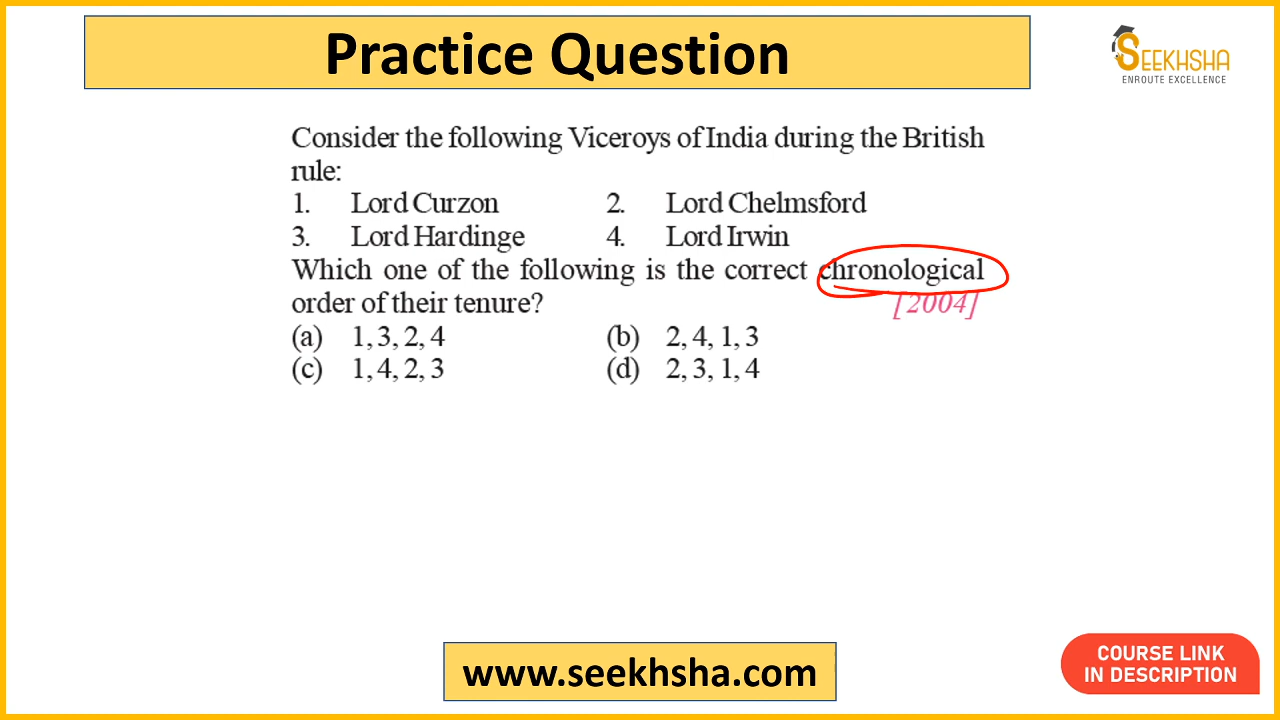 Practice Question
SEEKHSHA
ENROUTE EXCELLENCE
Consider the following Viceroys of India during the British
rule:
1. Lord Curzon 2. Lord Chelmsford
3. Lord Hardinge 4. Lord Irwin
Which one of the following is the correct chronological
order of their tenure? [2004]
(a) 1, 3, 2, 4 (b) 2, 4, 1, 3
(c) 1, 4, 2, 3 (d) 2, 3, 1, 4
www.seekhsha.com
COURSE LINK
IN DESCRIPTION